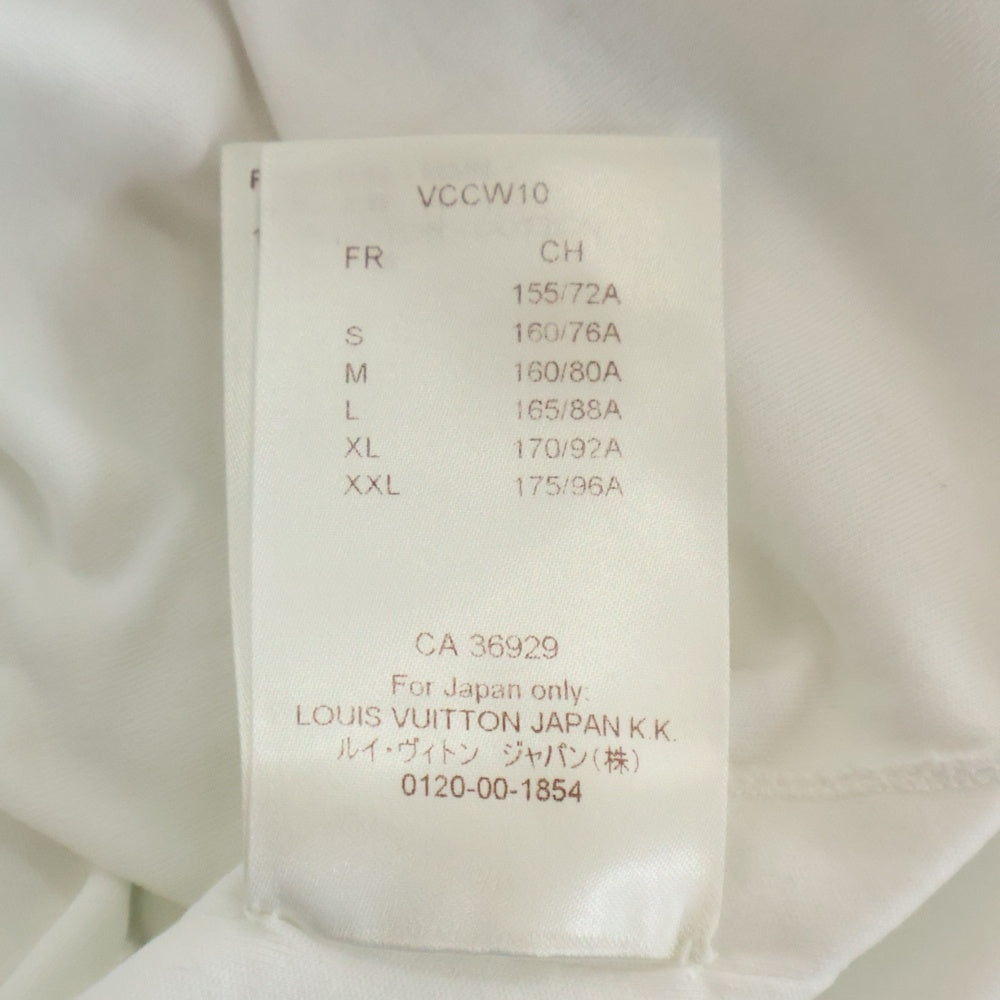 VCCW10
FR CH
155/72A
S 160/76A
M 160/80A
L 165/88A
XL 170/92A
XXL 175/96A
CA 36929
For Japan only:
LOUIS VUITTON JAPAN K.K.
ルイ・ヴィトン ジャパン(株)
0120-00-1854